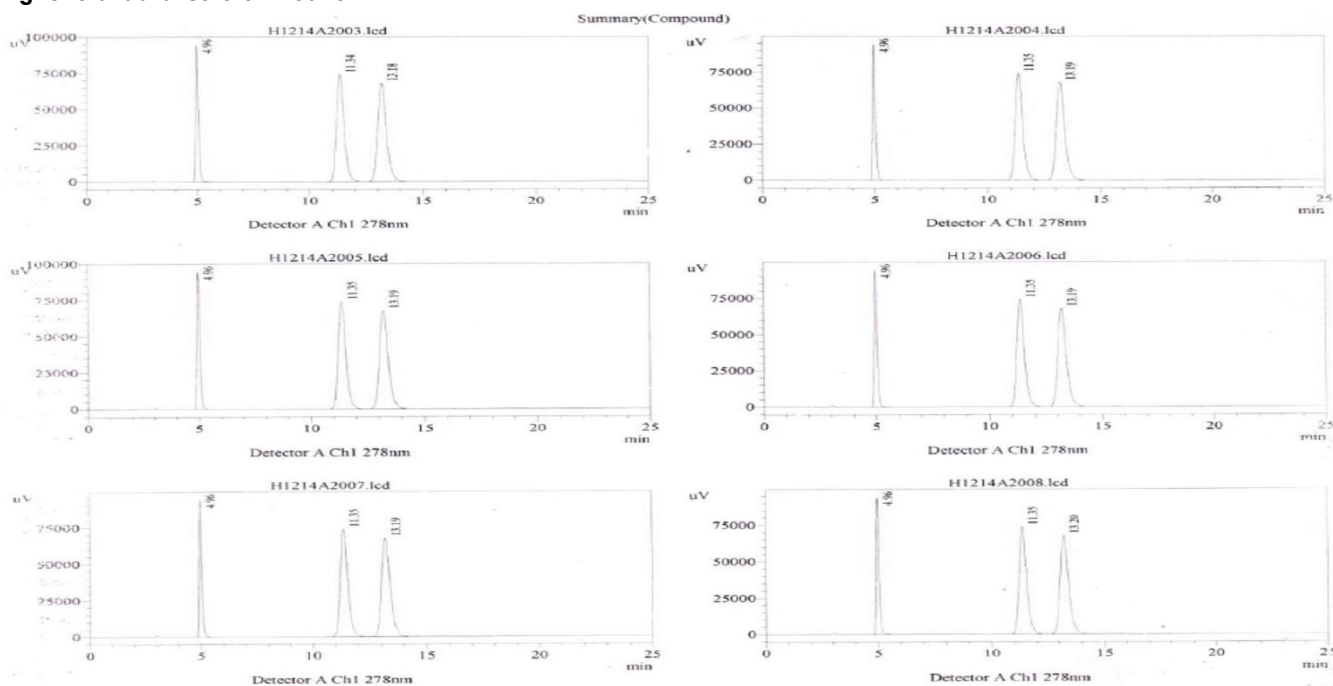 Summary(Compound)
H1214A2003.lcd
uV
100000
75000
50000
25000
0
4.96
11.34
13.18
0 5 10 15 20 25
min
Detector A Ch1 278nm
H1214A2004.lcd
uV
75000
50000
25000
0
4.96
11.35
13.19
0 5 10 15 20 25
min
Detector A Ch1 278nm
H1214A2005.lcd
uV
100000
75000
50000
25000
0
4.96
11.35
13.19
0 5 10 15 20 25
min
Detector A Ch1 278nm
H1214A2006.lcd
uV
75000
50000
25000
0
4.96
11.35
13.19
0 5 10 15 20 25
min
Detector A Ch1 278nm
H1214A2007.lcd
uV
75000
50000
25000
0
4.96
11.35
13.19
0 5 10 15 20 25
min
Detector A Ch1 278nm
H1214A2008.lcd
uV
75000
50000
25000
0
4.96
11.35
13.20
0 5 10 15 20 25
min
Detector A Ch1 278nm